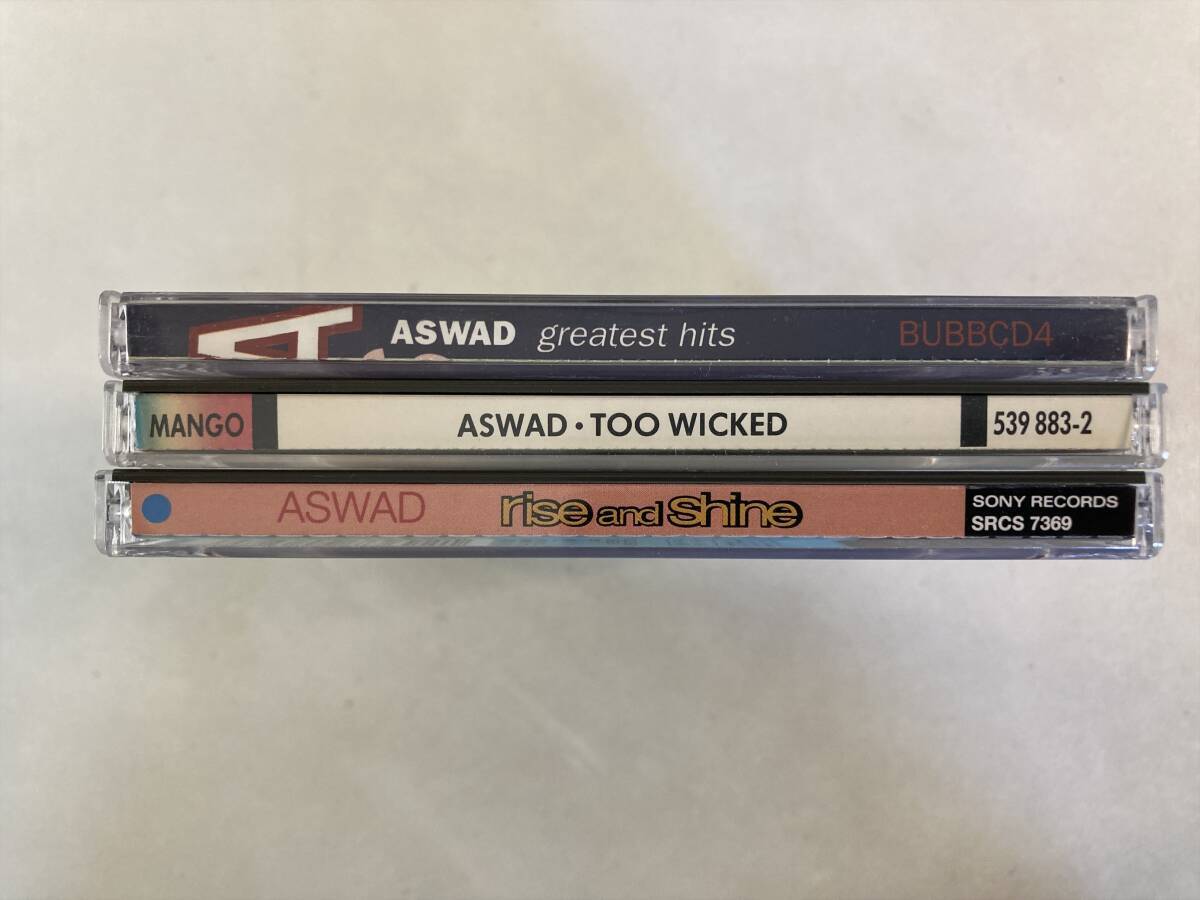 ASWAD greatest hits BUBBCD4
MANGO ASWAD • TOO WICKED 539 883-2
ASWAD rise and shine SONY RECORDS
SRCS 7369